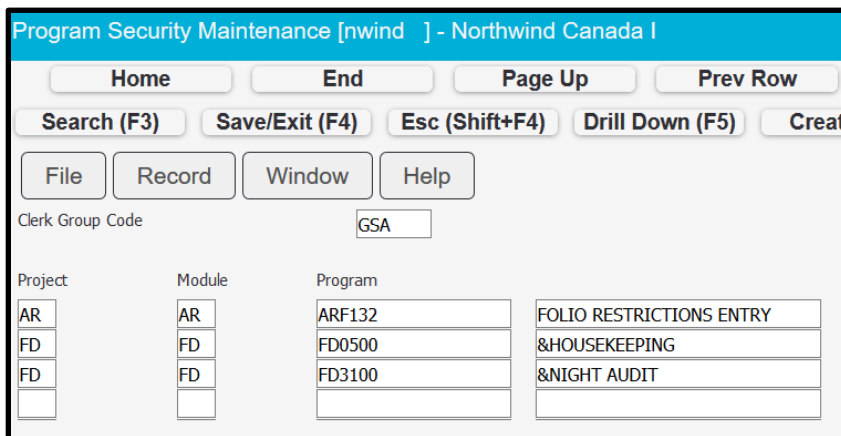 Program Security Maintenance [nwind   ] - Northwind Canada I
Home End Page Up Prev Row
Search (F3) Save/Exit (F4) Esc (Shift+F4) Drill Down (F5) Creat
File Record Window Help
Clerk Group Code GSA
Project Module Program
AR AR ARF132 FOLIO RESTRICTIONS ENTRY
FD FD FD0500 &HOUSEKEEPING
FD FD FD3100 &NIGHT AUDIT